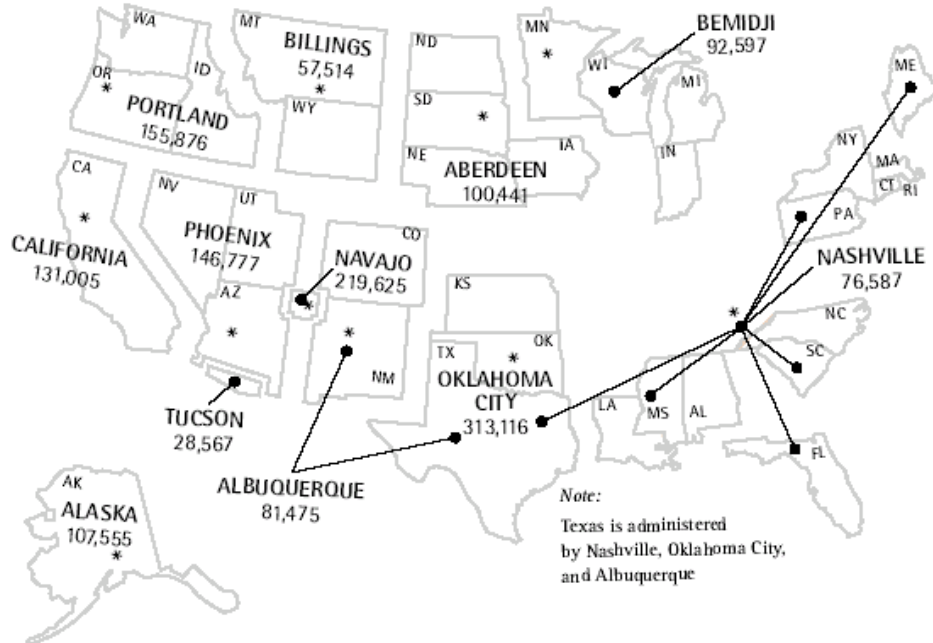 WA
MT
BILLINGS
57,514
ND
MN
BEMIDJI
92,597
WI
MI
ME
OR
ID
PORTLAND
155,876
WY
SD
NE
IA
ABERDEEN
100,441
IN
NY
MA
CT
RI
PA
CA
CALIFORNIA
131,005
NV
UT
PHOENIX
146,777
AZ
CO
NAVAJO
219,625
NASHVILLE
76,587
KS
OK
NC
SC
TX
NM
OKLAHOMA
CITY
313,116
LA
MS
AL
FL
TUCSON
28,567
ALBUQUERQUE
81,475
AK
ALASKA
107,555
Note:
Texas is administered
by Nashville, Oklahoma City,
and Albuquerque